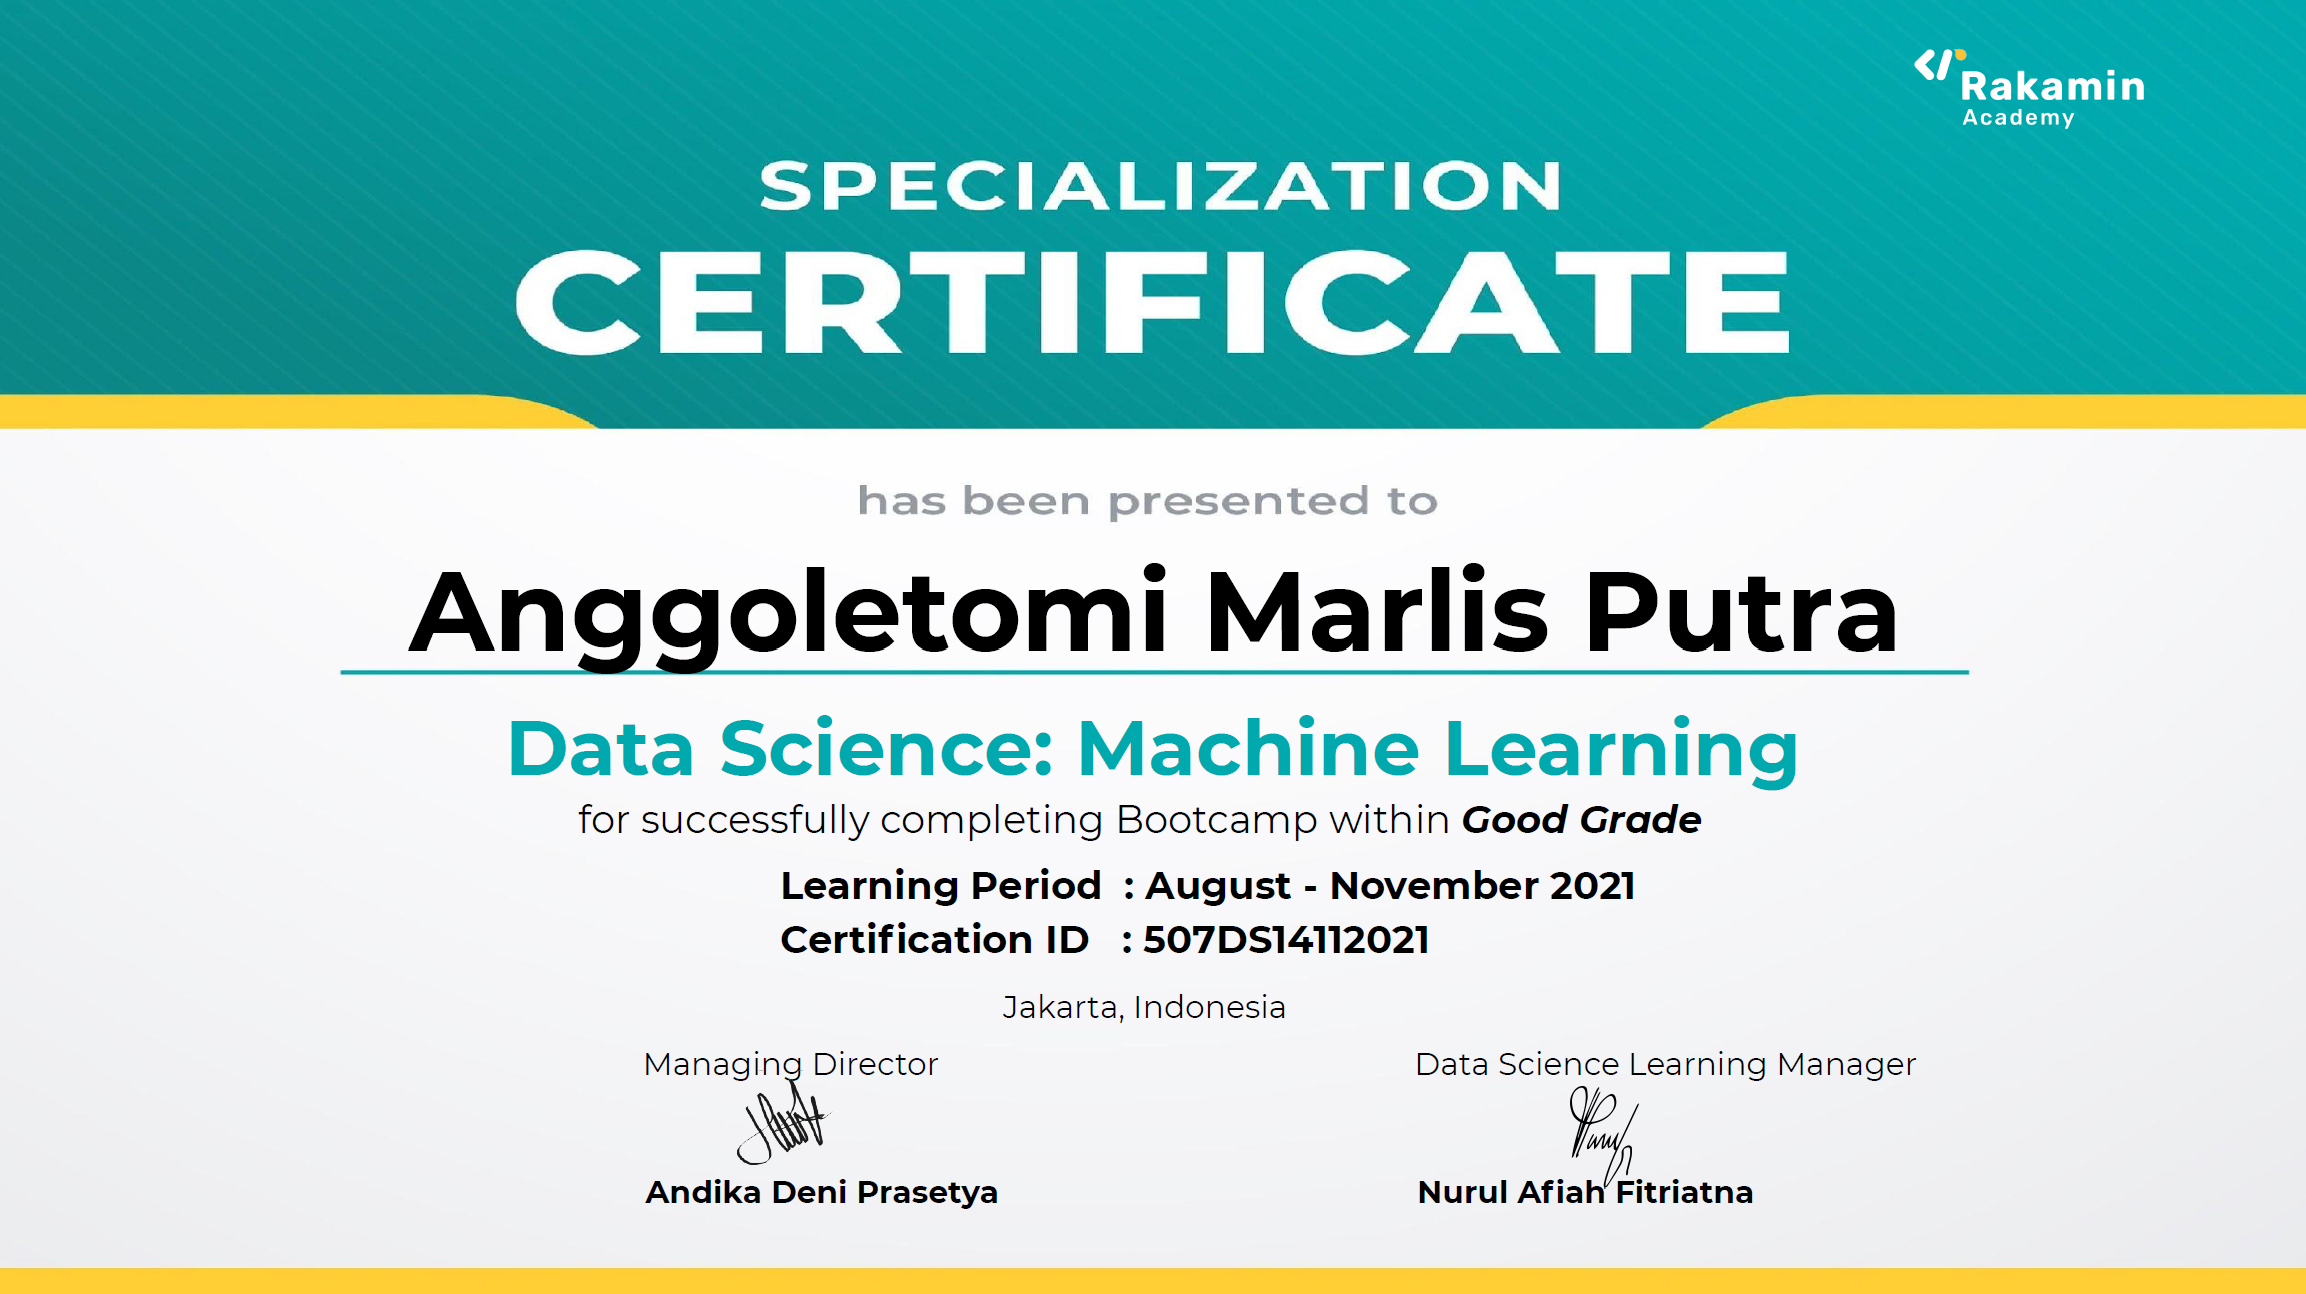 Rakamin
Academy
SPECIALIZATION
CERTIFICATE
has been presented to
Anggoletomi Marlis Putra
Data Science: Machine Learning
for successfully completing Bootcamp within Good Grade
Learning Period : August - November 2021
Certification ID : 507DS14112021
Jakarta, Indonesia
Managing Director
Data Science Learning Manager
Andika Deni Prasetya
Nurul Afiah Fitriatna